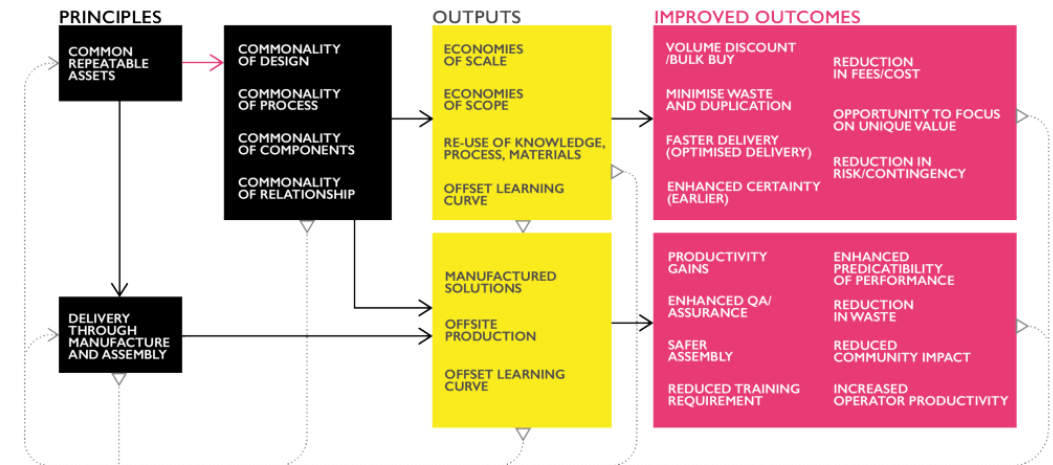 PRINCIPLES
COMMON
REPEATABLE
ASSETS
COMMONALITY
OF DESIGN
COMMONALITY
OF PROCESS
COMMONALITY
OF COMPONENTS
COMMONALITY
OF RELATIONSHIP
DELIVERY
THROUGH
MANUFACTURE
AND ASSEMBLY
OUTPUTS
ECONOMIES
OF SCALE
ECONOMIES
OF SCOPE
RE-USE OF KNOWLEDGE,
PROCESS, MATERIALS
OFFSET LEARNING
CURVE
MANUFACTURED
SOLUTIONS
OFFSITE
PRODUCTION
OFFSET LEARNING
CURVE
IMPROVED OUTCOMES
VOLUME DISCOUNT
/BULK BUY
MINIMISE WASTE
AND DUPLICATION
FASTER DELIVERY
(OPTIMISED DELIVERY)
ENHANCED CERTAINTY
(EARLIER)
REDUCTION
IN FEES/COST
OPPORTUNITY TO FOCUS
ON UNIQUE VALUE
REDUCTION IN
RISK/CONTINGENCY
PRODUCTIVITY
GAINS
ENHANCED QA/
ASSURANCE
SAFER
ASSEMBLY
REDUCED TRAINING
REQUIREMENT
ENHANCED
PREDICATIBILITY
OF PERFORMANCE
REDUCTION
IN WASTE
REDUCED
COMMUNITY IMPACT
INCREASED
OPERATOR PRODUCTIVITY